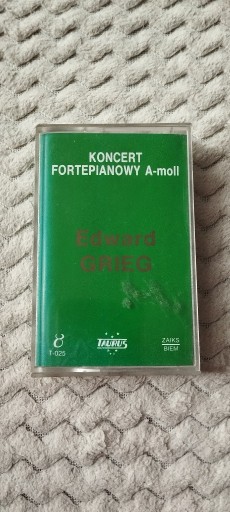 KONCERT
FORTEPIANOWY A-moll
Edward
GRIEG
T-025
TAURUS
ZAIKS
BIEM